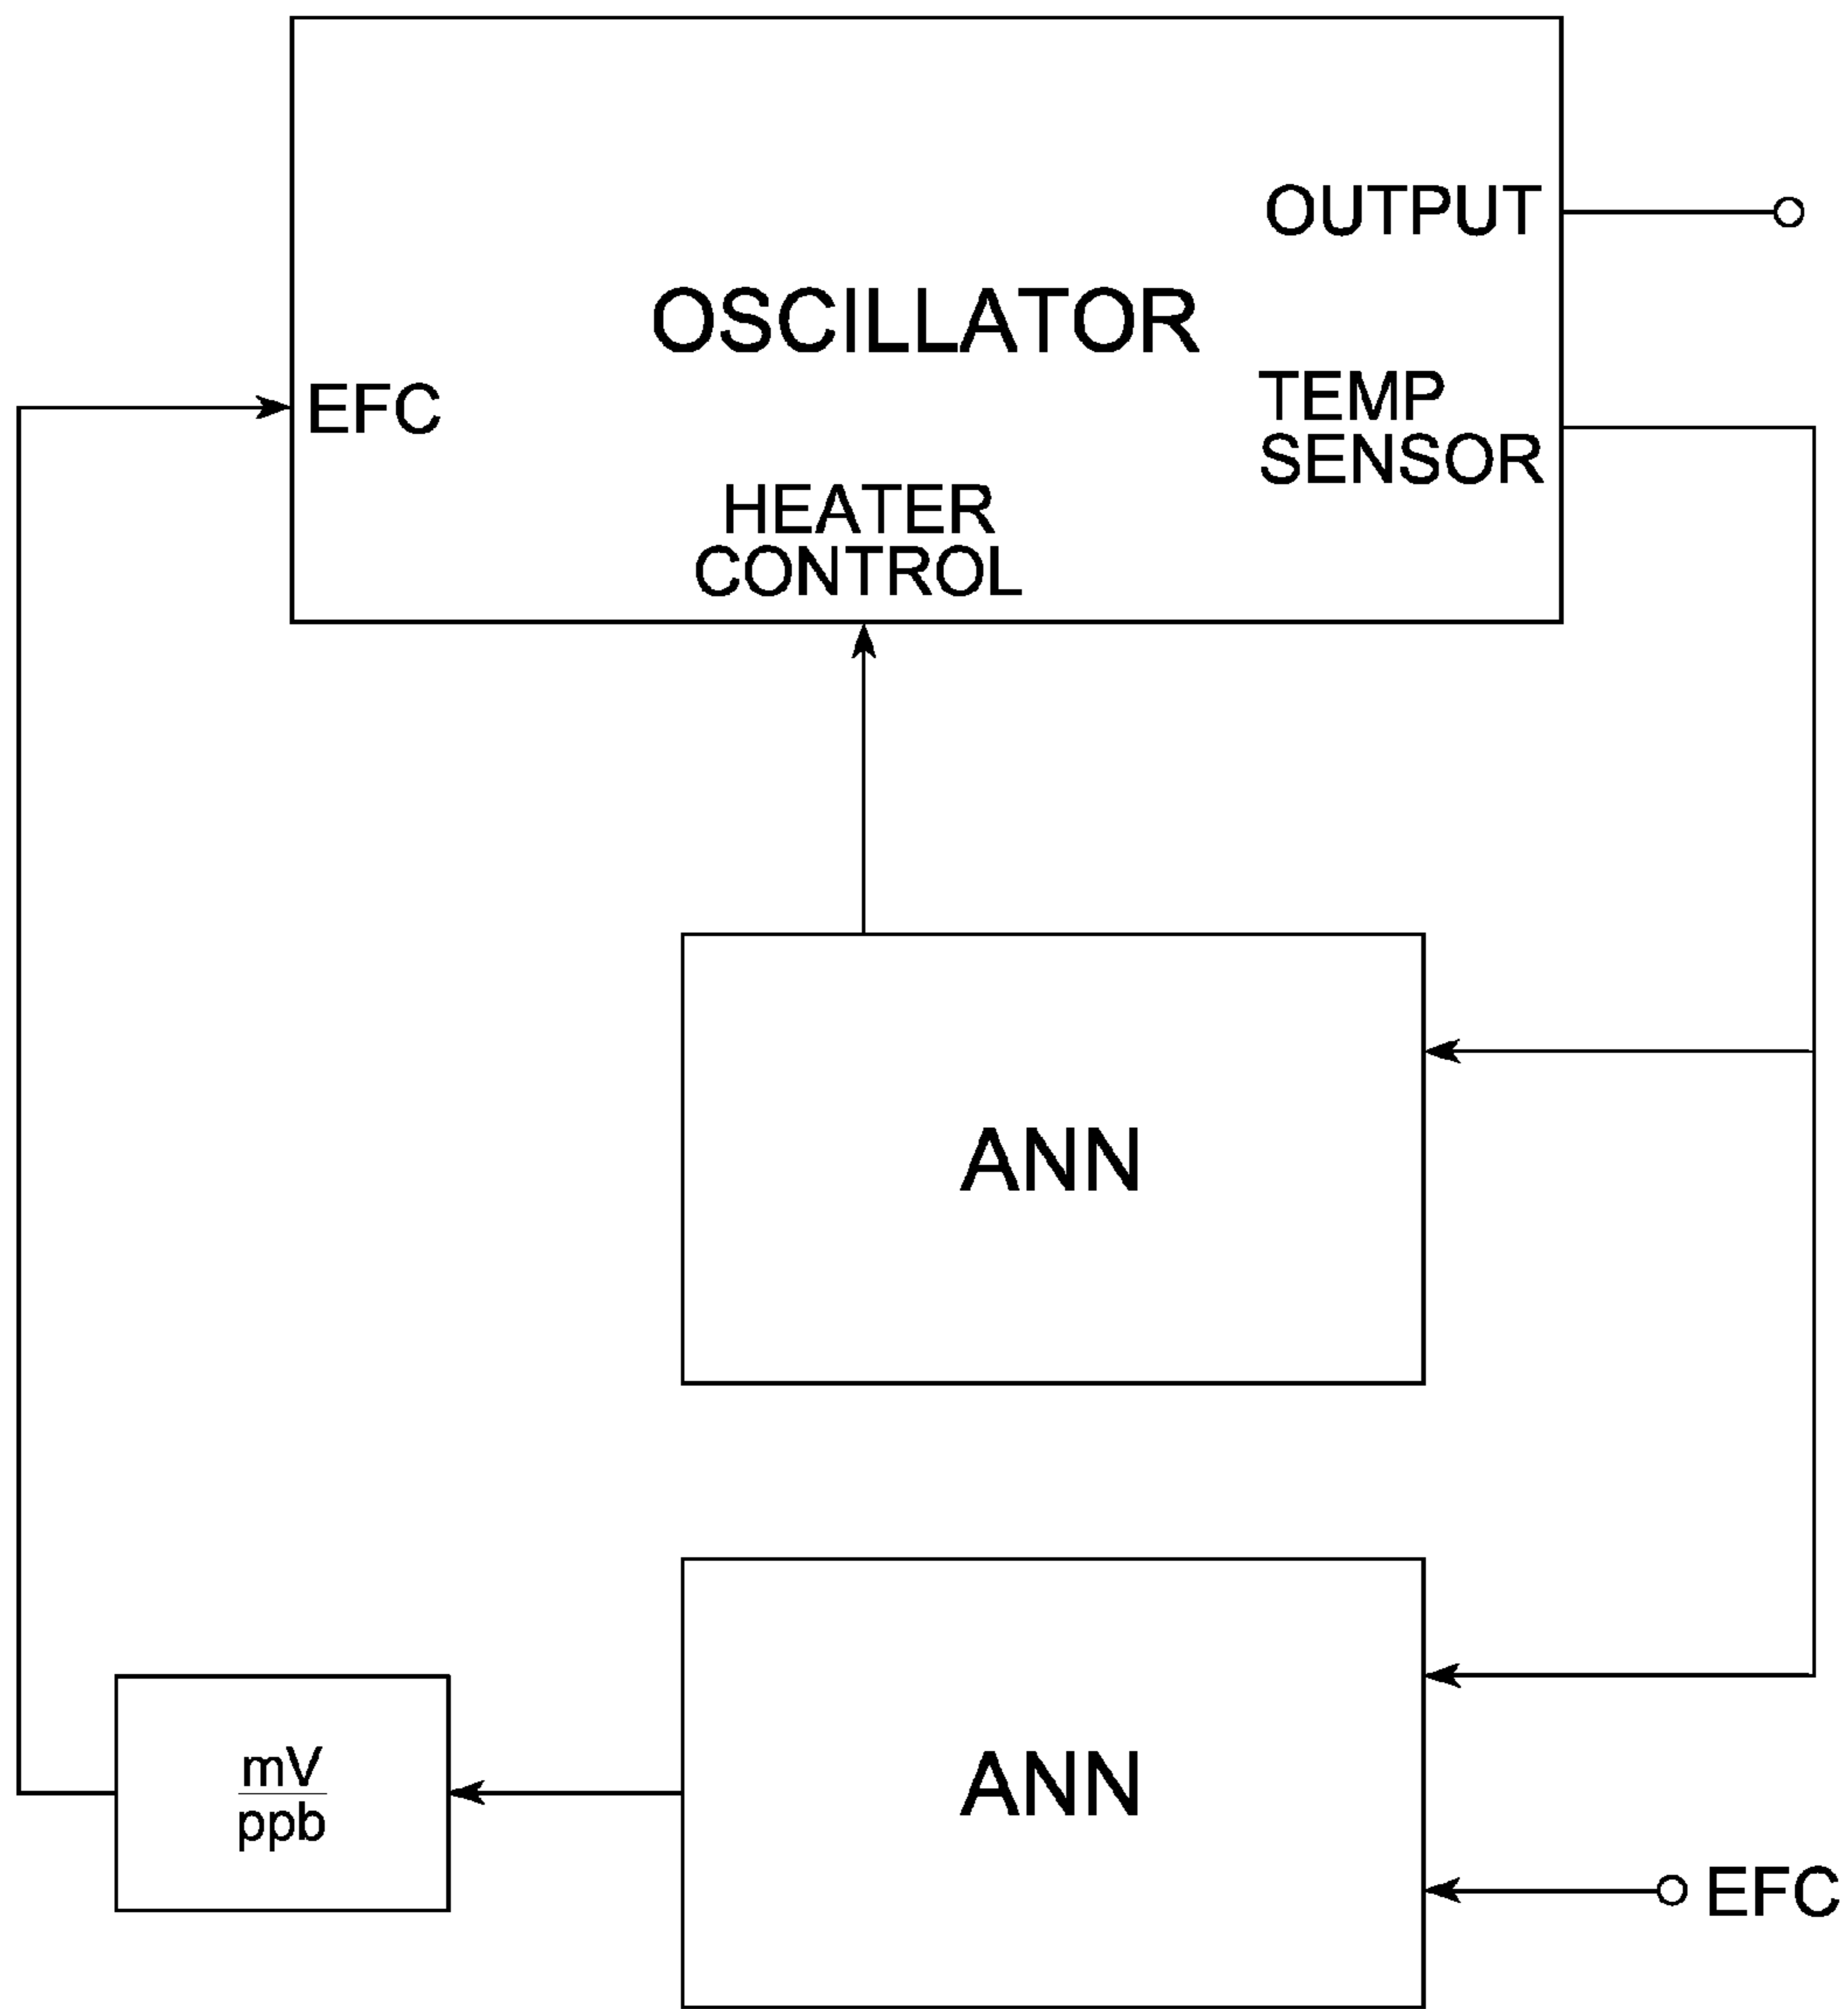 OUTPUT
OSCILLATOR
EFC
TEMP
SENSOR
HEATER
CONTROL
ANN
ANN
mV
ppb
EFC